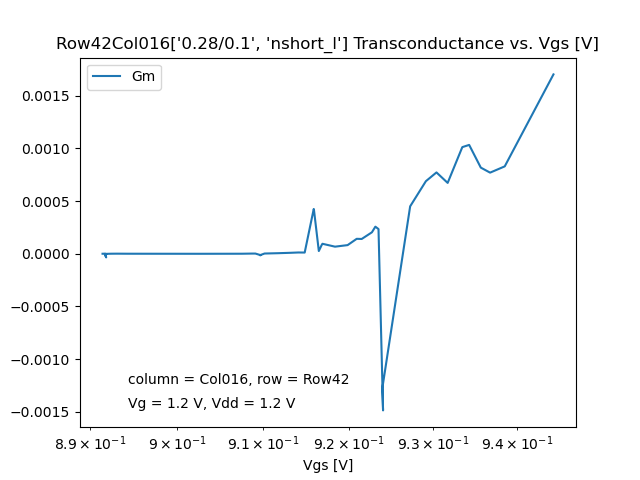 Row42Col016['0.28/0.1', 'nshort_l'] Transconductance vs. Vgs [V]
Gm
0.0015
0.0010
0.0005
0.0000
−0.0005
−0.0010
−0.0015
column = Col016, row = Row42
Vg = 1.2 V, Vdd = 1.2 V
8.9 × 10⁻¹ 9 × 10⁻¹ 9.1 × 10⁻¹ 9.2 × 10⁻¹ 9.3 × 10⁻¹ 9.4 × 10⁻¹
Vgs [V]